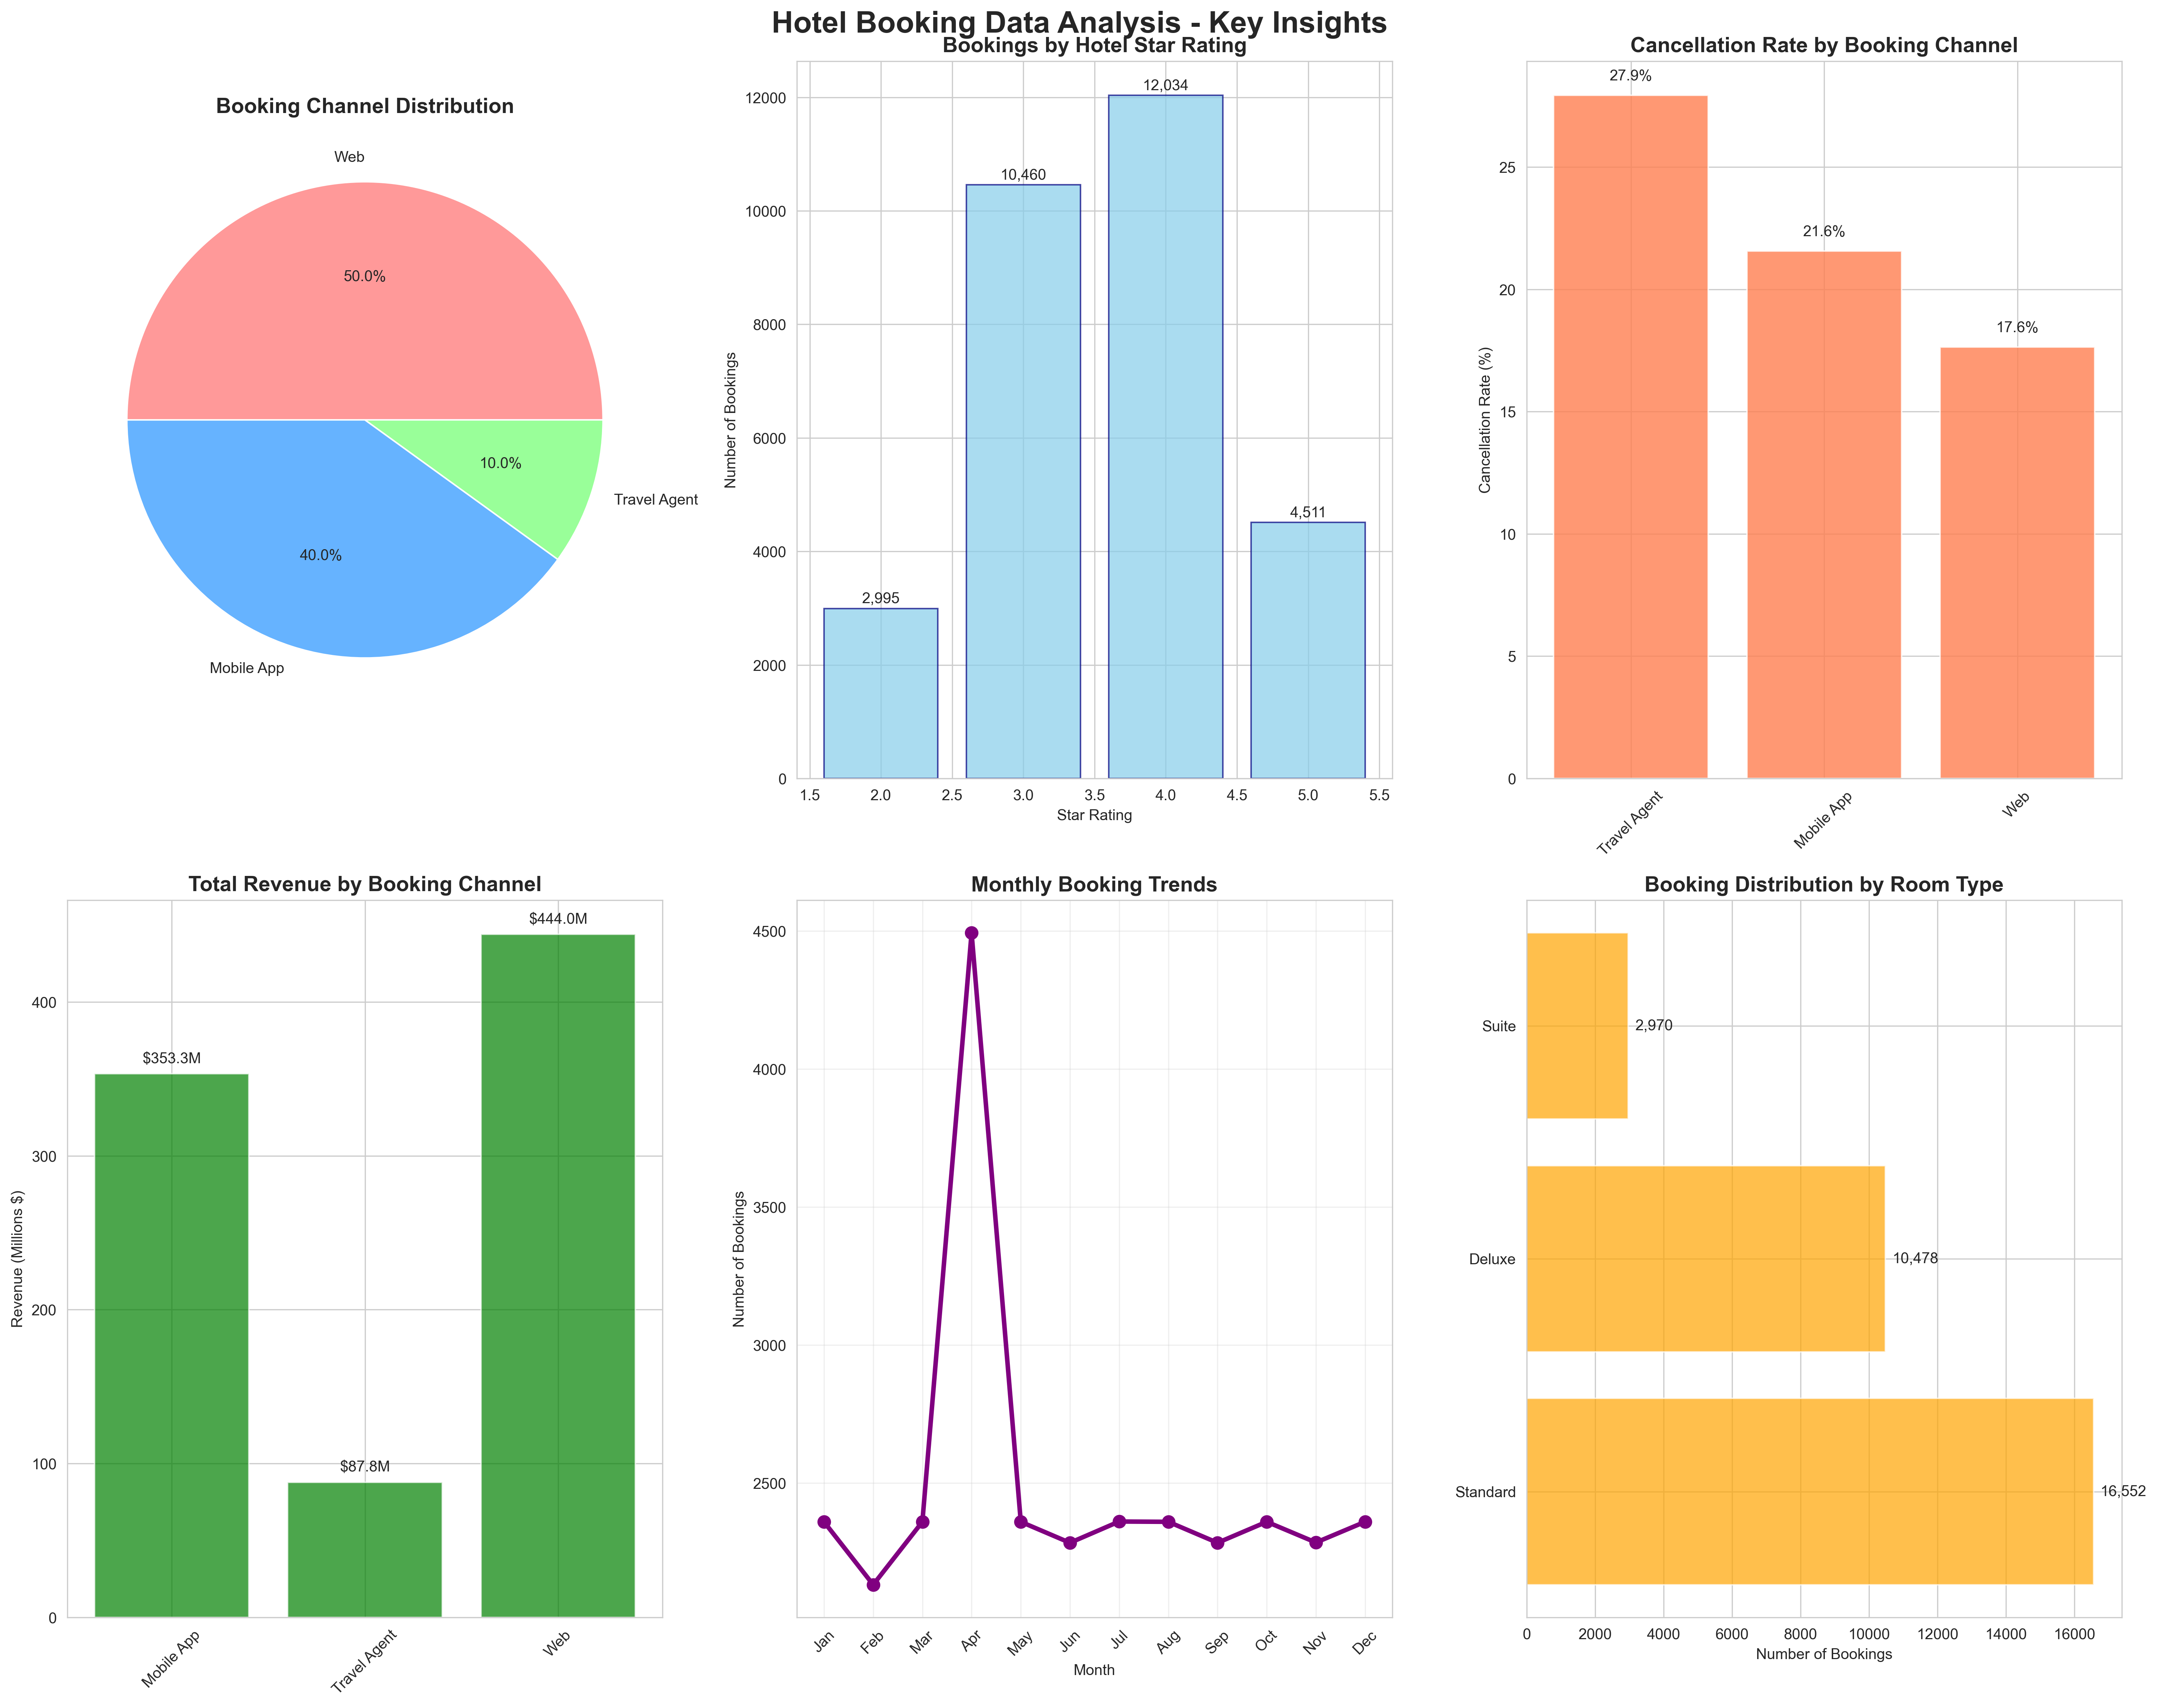 Hotel Booking Data Analysis - Key Insights
Booking Channel Distribution
Web
50.0%
10.0%
Travel Agent
40.0%
Mobile App
Bookings by Hotel Star Rating
12000
10000
8000
6000
4000
2000
0
Number of Bookings
2,995
10,460
12,034
4,511
1.5
2.0
2.5
3.0
3.5
4.0
4.5
5.0
5.5
Star Rating
Cancellation Rate by Booking Channel
25
20
15
10
5
0
Cancellation Rate (%)
27.9%
21.6%
17.6%
Travel Agent
Mobile App
Web
Total Revenue by Booking Channel
400
300
200
100
0
Revenue (Millions $)
$353.3M
$87.8M
$444.0M
Mobile App
Travel Agent
Web
Monthly Booking Trends
4500
4000
3500
3000
2500
Number of Bookings
Jan
Feb
Mar
Apr
May
Jun
Jul
Aug
Sep
Oct
Nov
Dec
Month
Booking Distribution by Room Type
Suite
2,970
Deluxe
10,478
Standard
16,552
0
2000
4000
6000
8000
10000
12000
14000
16000
Number of Bookings